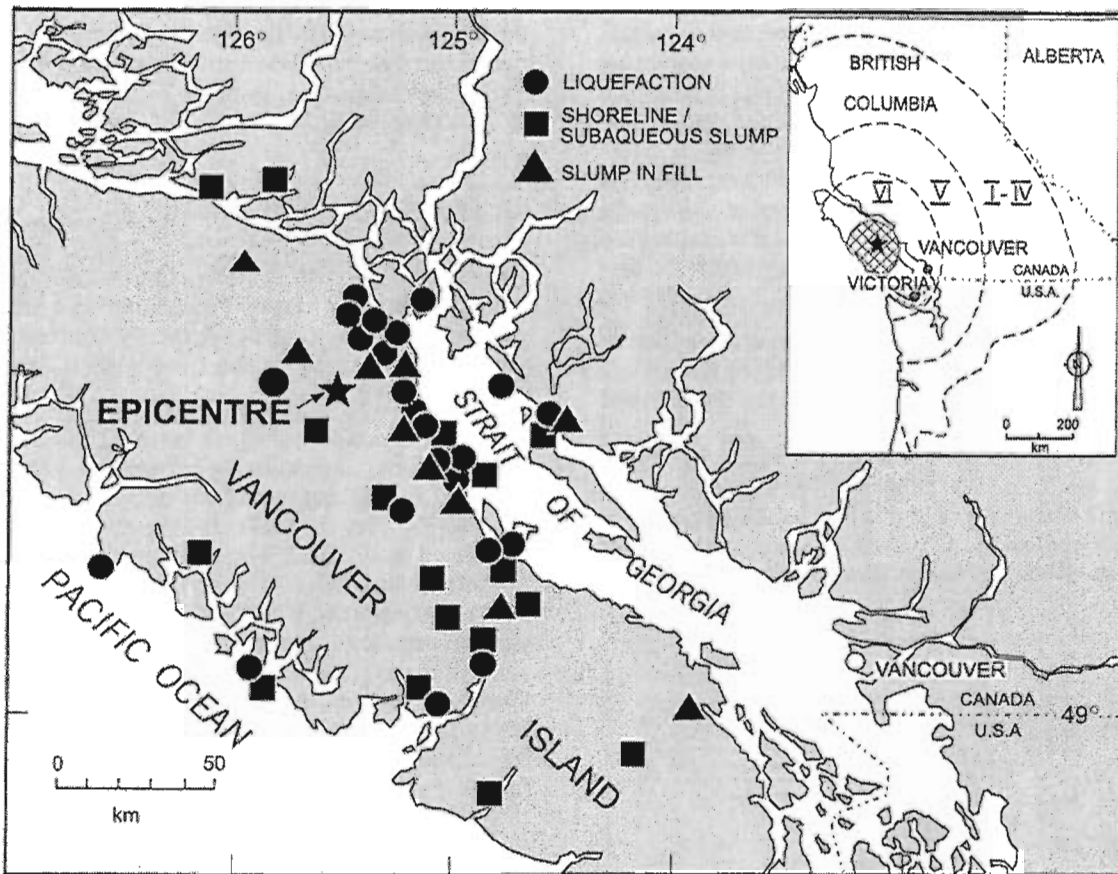 126°
125°
124°
LIQUEFACTION
SHORELINE /
SUBAQUEOUS SLUMP
SLUMP IN FILL
EPICENTRE
VANCOUVER
ISLAND
STRAIT
OF
GEORGIA
PACIFIC OCEAN
VANCOUVER
CANADA
U.S.A
49°
0 50
km
BRITISH
COLUMBIA
ALBERTA
VI V I-IV
VANCOUVER
VICTORIA
CANADA
U.S.A.
N
0 200
km